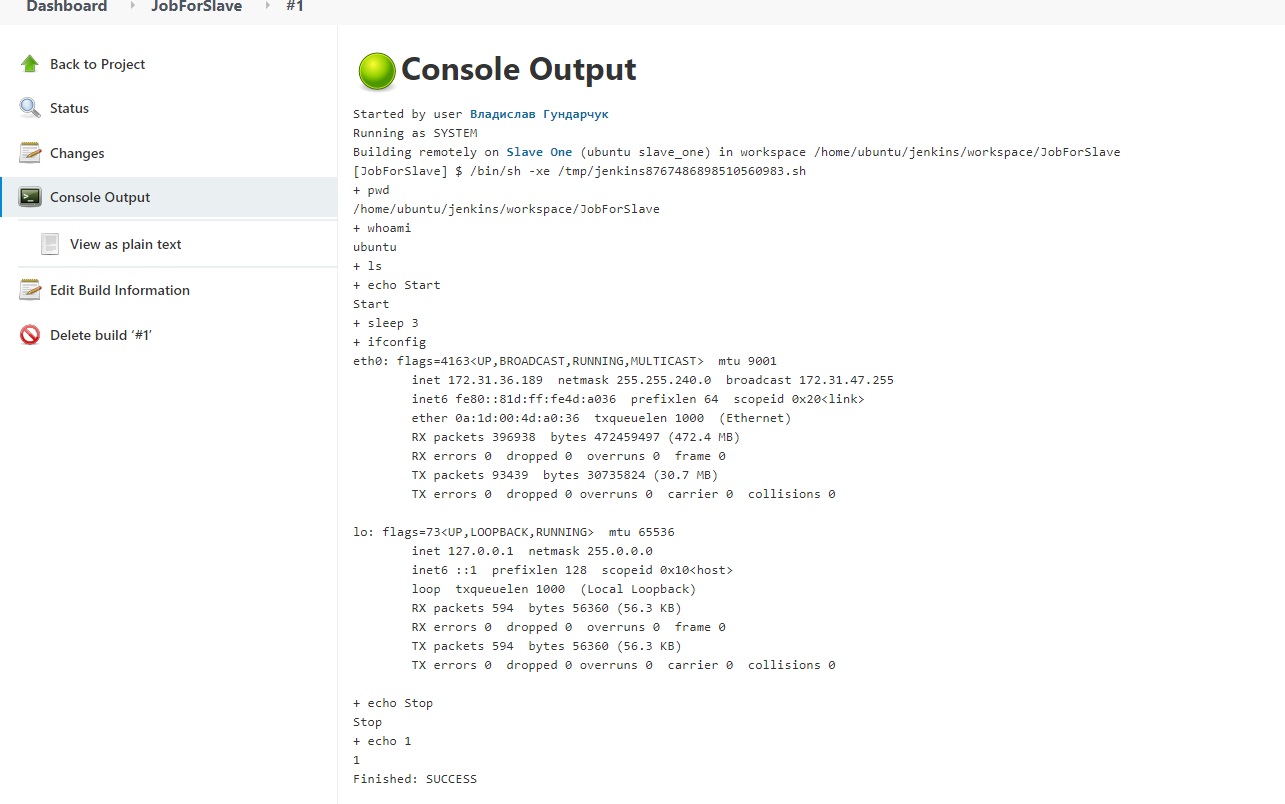 Dashboard JobForSlave #1
Back to Project
Status
Changes
Console Output
View as plain text
Edit Build Information
Delete build ‘#1’
Console Output
Started by user Владислав Гундарчук
Running as SYSTEM
Building remotely on Slave One (ubuntu slave_one) in workspace /home/ubuntu/jenkins/workspace/JobForSlave
[JobForSlave] $ /bin/sh -xe /tmp/jenkins8767486898510560983.sh
+ pwd
/home/ubuntu/jenkins/workspace/JobForSlave
+ whoami
ubuntu
+ ls
+ echo Start
Start
+ sleep 3
+ ifconfig
eth0: flags=4163<UP,BROADCAST,RUNNING,MULTICAST>  mtu 9001
        inet 172.31.36.189  netmask 255.255.240.0  broadcast 172.31.47.255
        inet6 fe80::81d:ff:fe4d:a036  prefixlen 64  scopeid 0x20<link>
        ether 0a:1d:00:4d:a0:36  txqueuelen 1000  (Ethernet)
        RX packets 396938  bytes 472459497 (472.4 MB)
        RX errors 0  dropped 0  overruns 0  frame 0
        TX packets 93439  bytes 30735824 (30.7 MB)
        TX errors 0  dropped 0 overruns 0  carrier 0  collisions 0
lo: flags=73<UP,LOOPBACK,RUNNING>  mtu 65536
        inet 127.0.0.1  netmask 255.0.0.0
        inet6 ::1  prefixlen 128  scopeid 0x10<host>
        loop  txqueuelen 1000  (Local Loopback)
        RX packets 594  bytes 56360 (56.3 KB)
        RX errors 0  dropped 0  overruns 0  frame 0
        TX packets 594  bytes 56360 (56.3 KB)
        TX errors 0  dropped 0 overruns 0  carrier 0  collisions 0
+ echo Stop
Stop
+ echo 1
1
Finished: SUCCESS